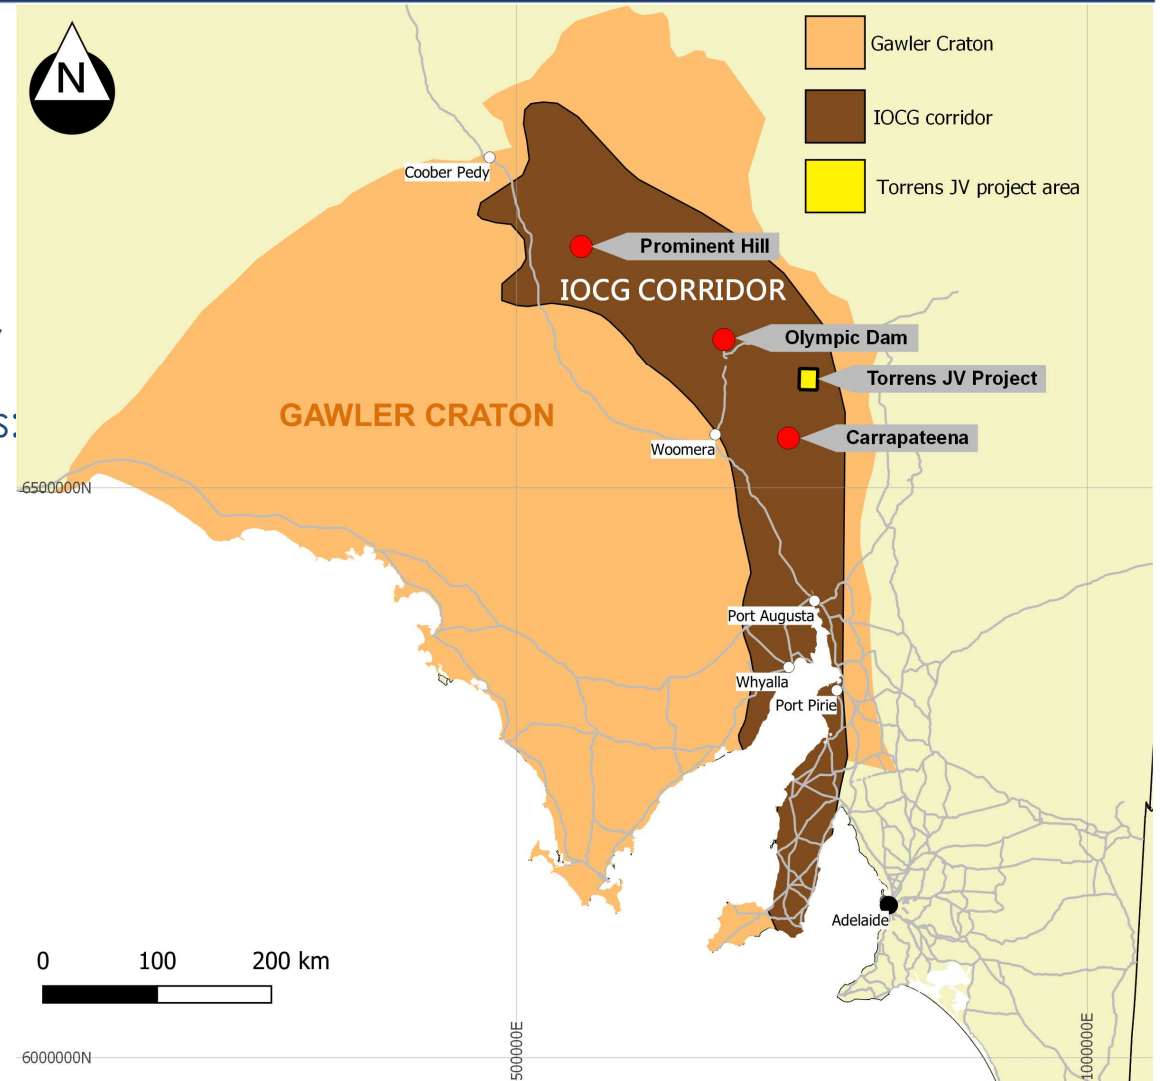 N
Gawler Craton
IOCG corridor
Torrens JV project area
Coober Pedy
Prominent Hill
IOCG CORRIDOR
Olympic Dam
Torrens JV Project
GAWLER CRATON
s:
Carrapateena
Woomera
6500000N
Port Augusta
Whyalla
Port Pirie
Adelaide
0 100 200 km
500000E
1000000E
6000000N